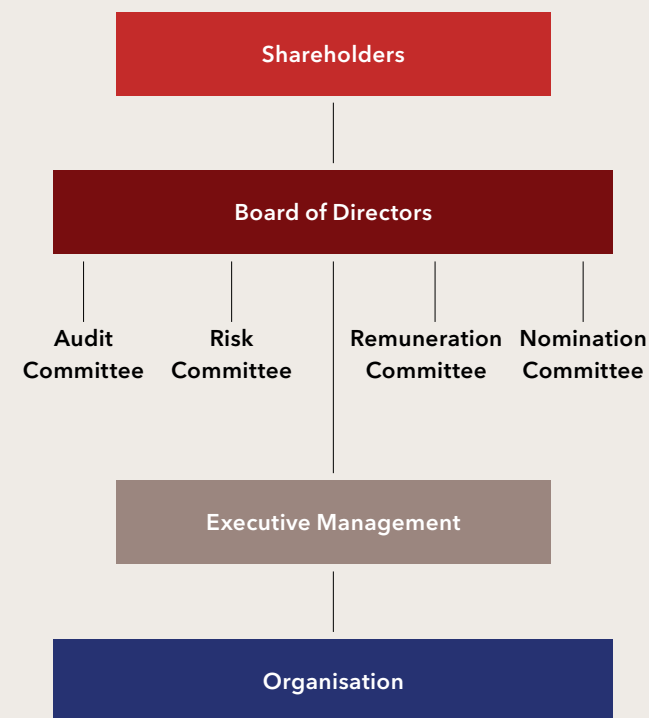 Shareholders
Board of Directors
Audit
Committee
Risk
Committee
Remuneration
Committee
Nomination
Committee
Executive Management
Organisation